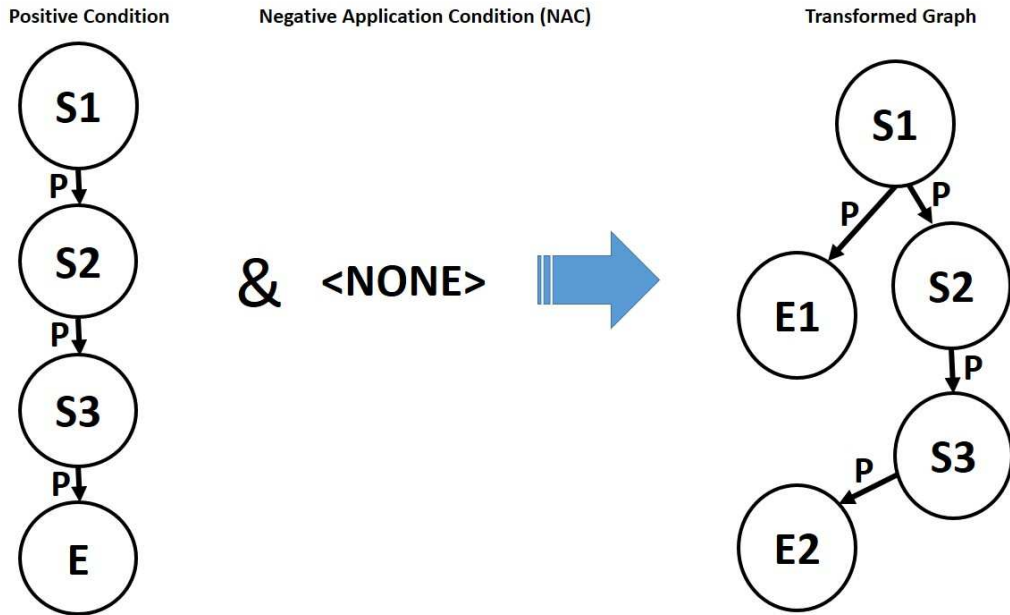 Positive Condition
Negative Application Condition (NAC)
Transformed Graph
S1
P
S2
P
S3
P
E
&
<NONE>
S1
P
P
E1
S2
P
S3
P
E2